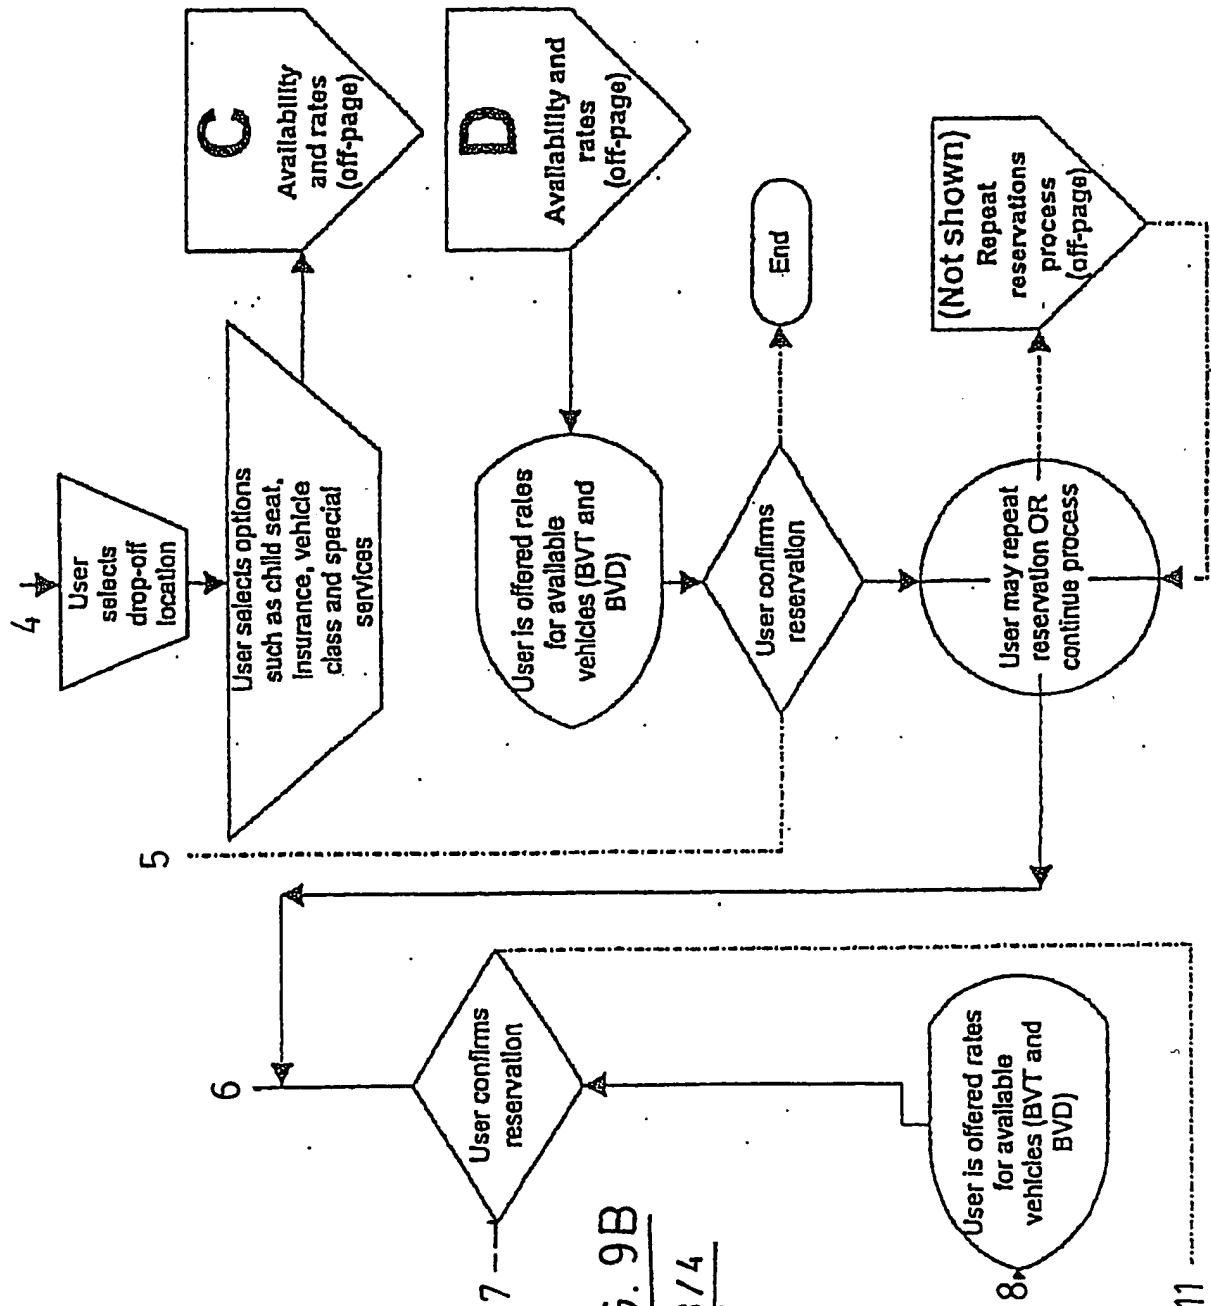 4
User
selects
drop-off
location
User selects options
such as child seat,
insurance, vehicle
class and special
services
C
Availability
and rates
(off-page)
D
Availability and
rates
(off-page)
User is offered rates
for available
vehicles (BVT and
BVD)
5
User confirms
reservation
End
User may repeat
reservation OR
continue process
(Not shown)
Repeat
reservations
process
(off-page)
6
User confirms
reservation
7
User is offered rates
for available
vehicles (BVT and
BVD)
8
11
G. 9B
/4